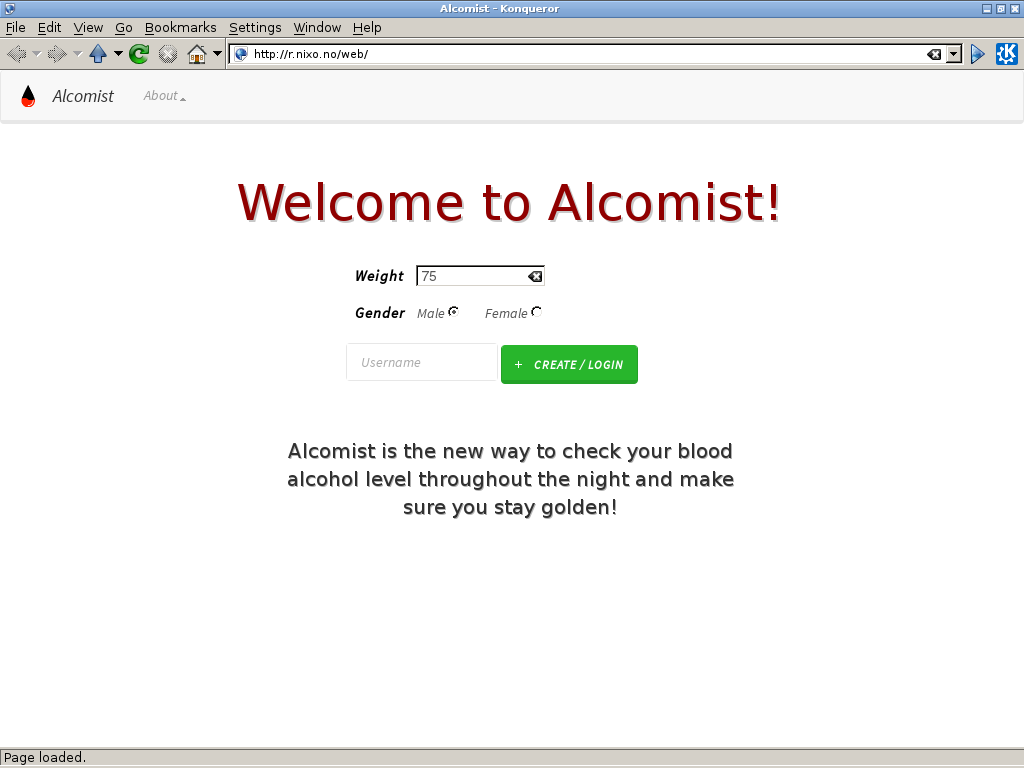 Alcomist - Konqueror
File Edit View Go Bookmarks Settings Window Help
http://r.nixo.no/web/
Alcomist About
Welcome to Alcomist!
Weight 75
Gender Male Female
Username + CREATE / LOGIN
Alcomist is the new way to check your blood
alcohol level throughout the night and make
sure you stay golden!
Page loaded.